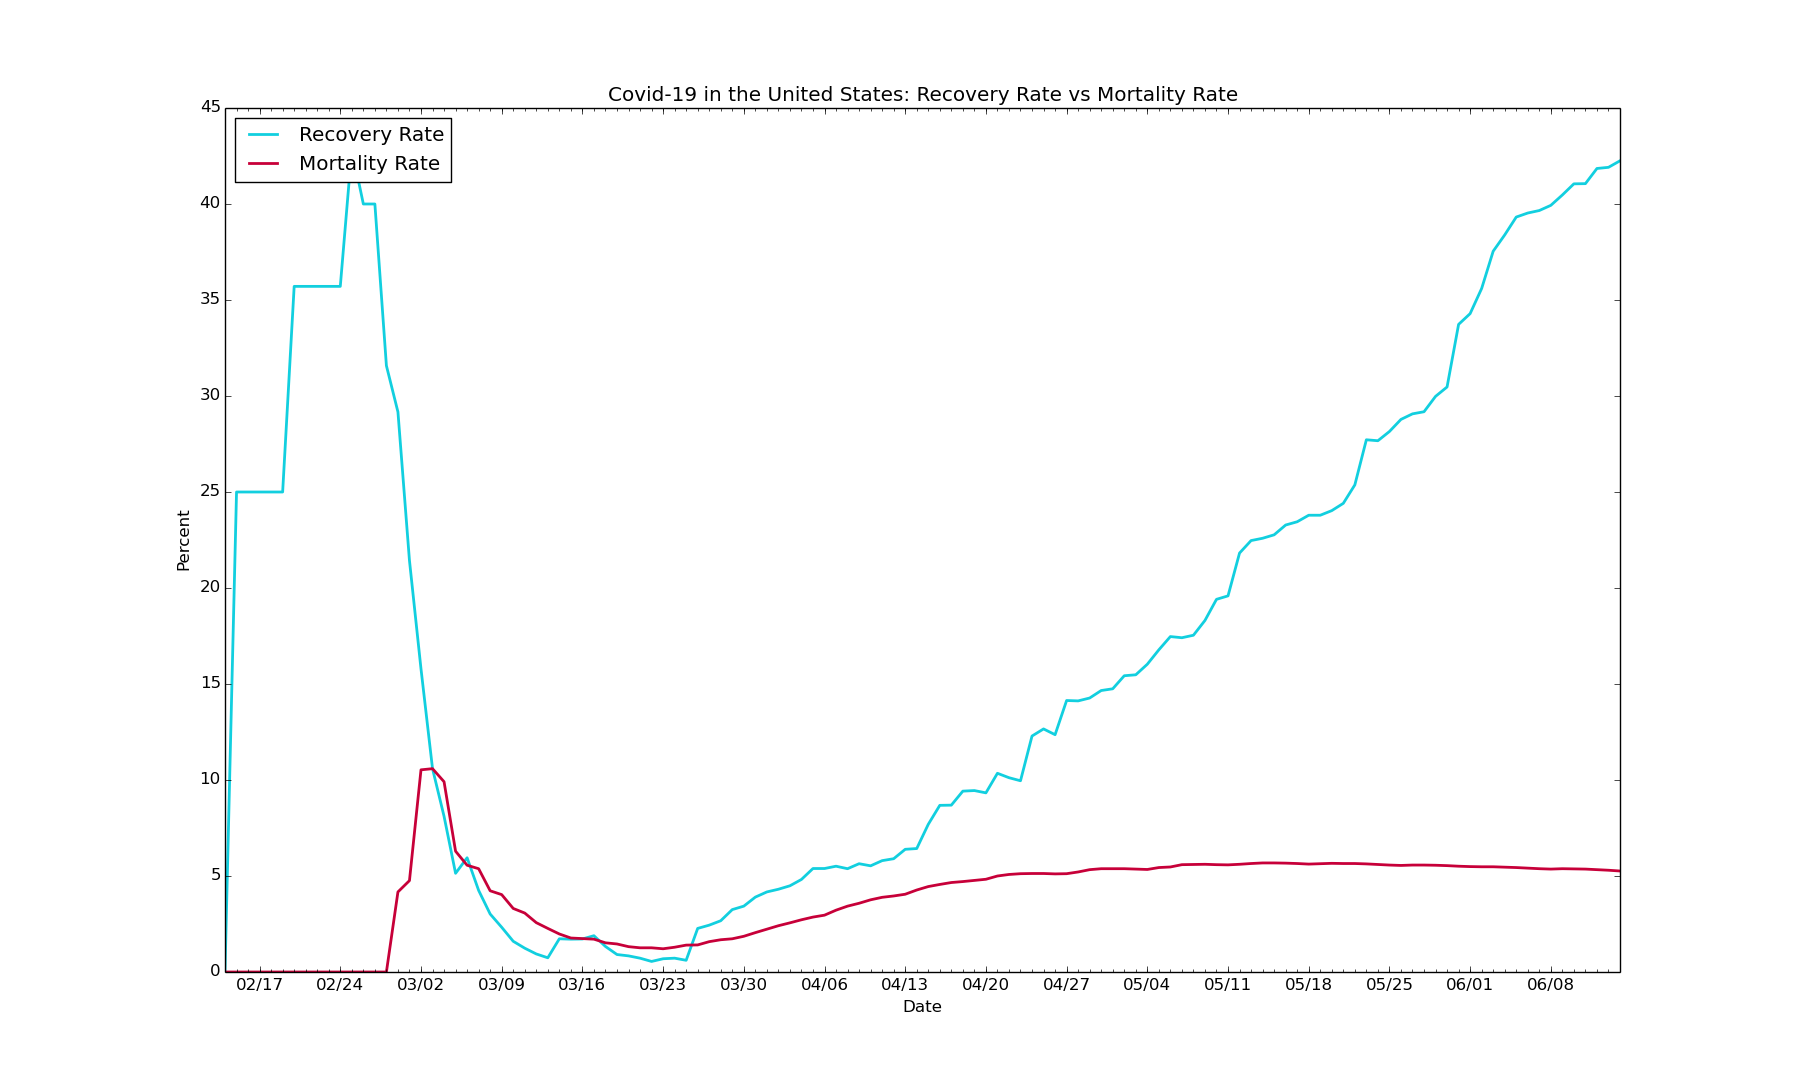 Covid-19 in the United States: Recovery Rate vs Mortality Rate
Recovery Rate
Mortality Rate
45
40
35
30
25
20
15
10
5
0
Percent
02/17 02/24 03/02 03/09 03/16 03/23 03/30 04/06 04/13 04/20 04/27 05/04 05/11 05/18 05/25 06/01 06/08
Date